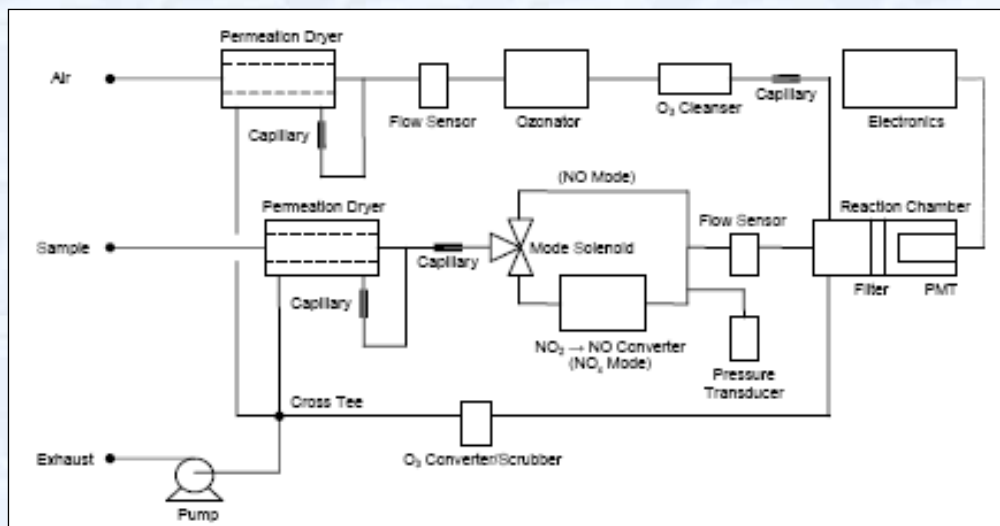 Permeation Dryer
Air
Capillary
Flow Sensor
Ozonator
O₃ Cleanser
Capillary
Electronics
(NO Mode)
Permeation Dryer
Flow Sensor
Reaction Chamber
Sample
Capillary
Mode Solenoid
Capillary
Filter
PMT
NO₂ → NO Converter
(NOₓ Mode)
Pressure
Transducer
Cross Tee
Exhaust
O₃ Converter/Scrubber
Pump